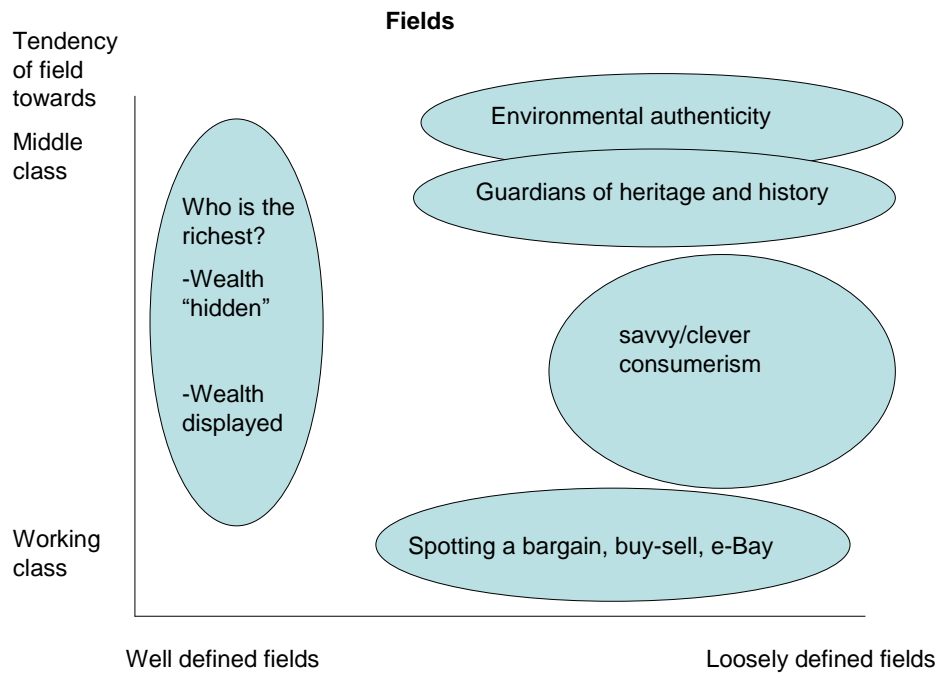 Fields
Tendency
of field
towards
Middle
class
Environmental authenticity
Guardians of heritage and history
Who is the
richest?
-Wealth
“hidden”
-Wealth
displayed
savvy/clever
consumerism
Working
class
Spotting a bargain, buy-sell, e-Bay
Well defined fields
Loosely defined fields